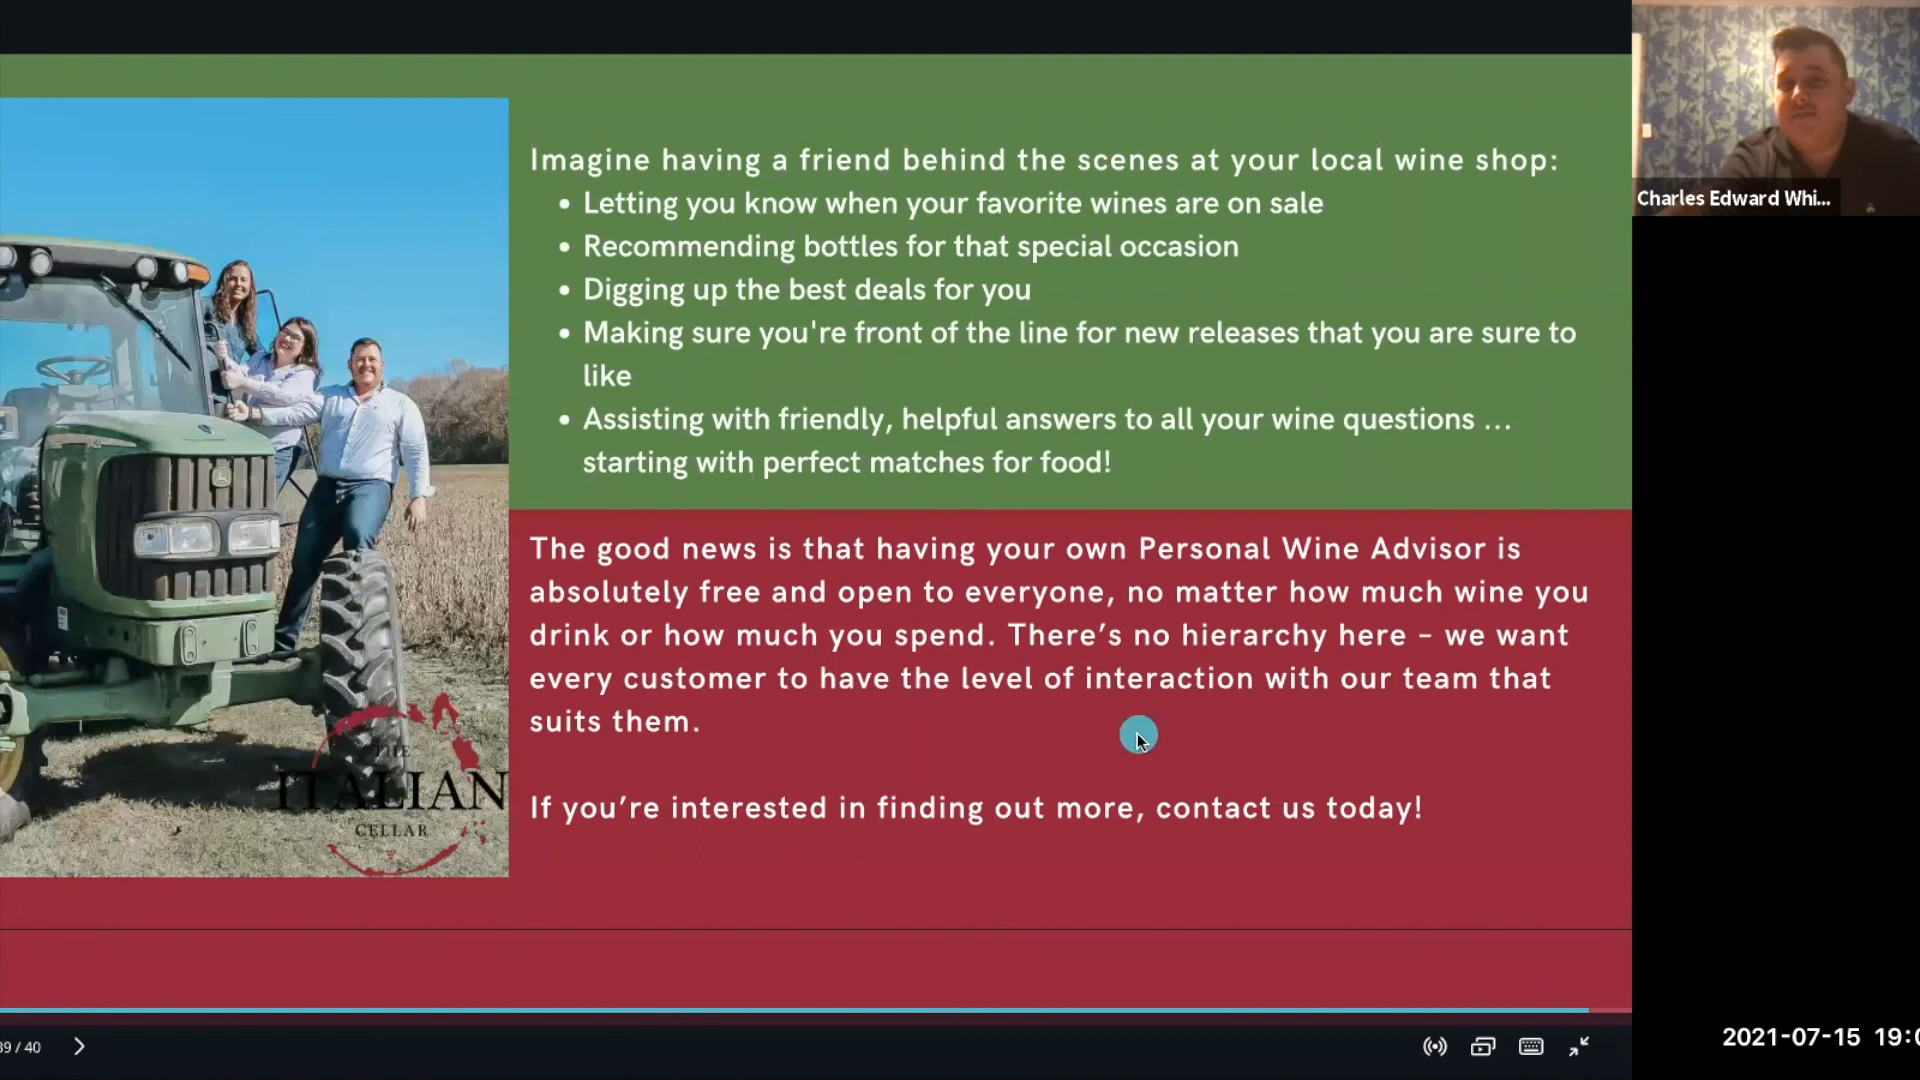 Imagine having a friend behind the scenes at your local wine shop:
• Letting you know when your favorite wines are on sale
• Recommending bottles for that special occasion
• Digging up the best deals for you
• Making sure you're front of the line for new releases that you are sure to
like
• Assisting with friendly, helpful answers to all your wine questions ...
starting with perfect matches for food!
The good news is that having your own Personal Wine Advisor is
absolutely free and open to everyone, no matter how much wine you
drink or how much you spend. There’s no hierarchy here – we want
every customer to have the level of interaction with our team that
suits them.
If you’re interested in finding out more, contact us today!
THE
ITALIAN
CELLAR
Charles Edward Whi...
39 / 40
2021-07-15 19:0